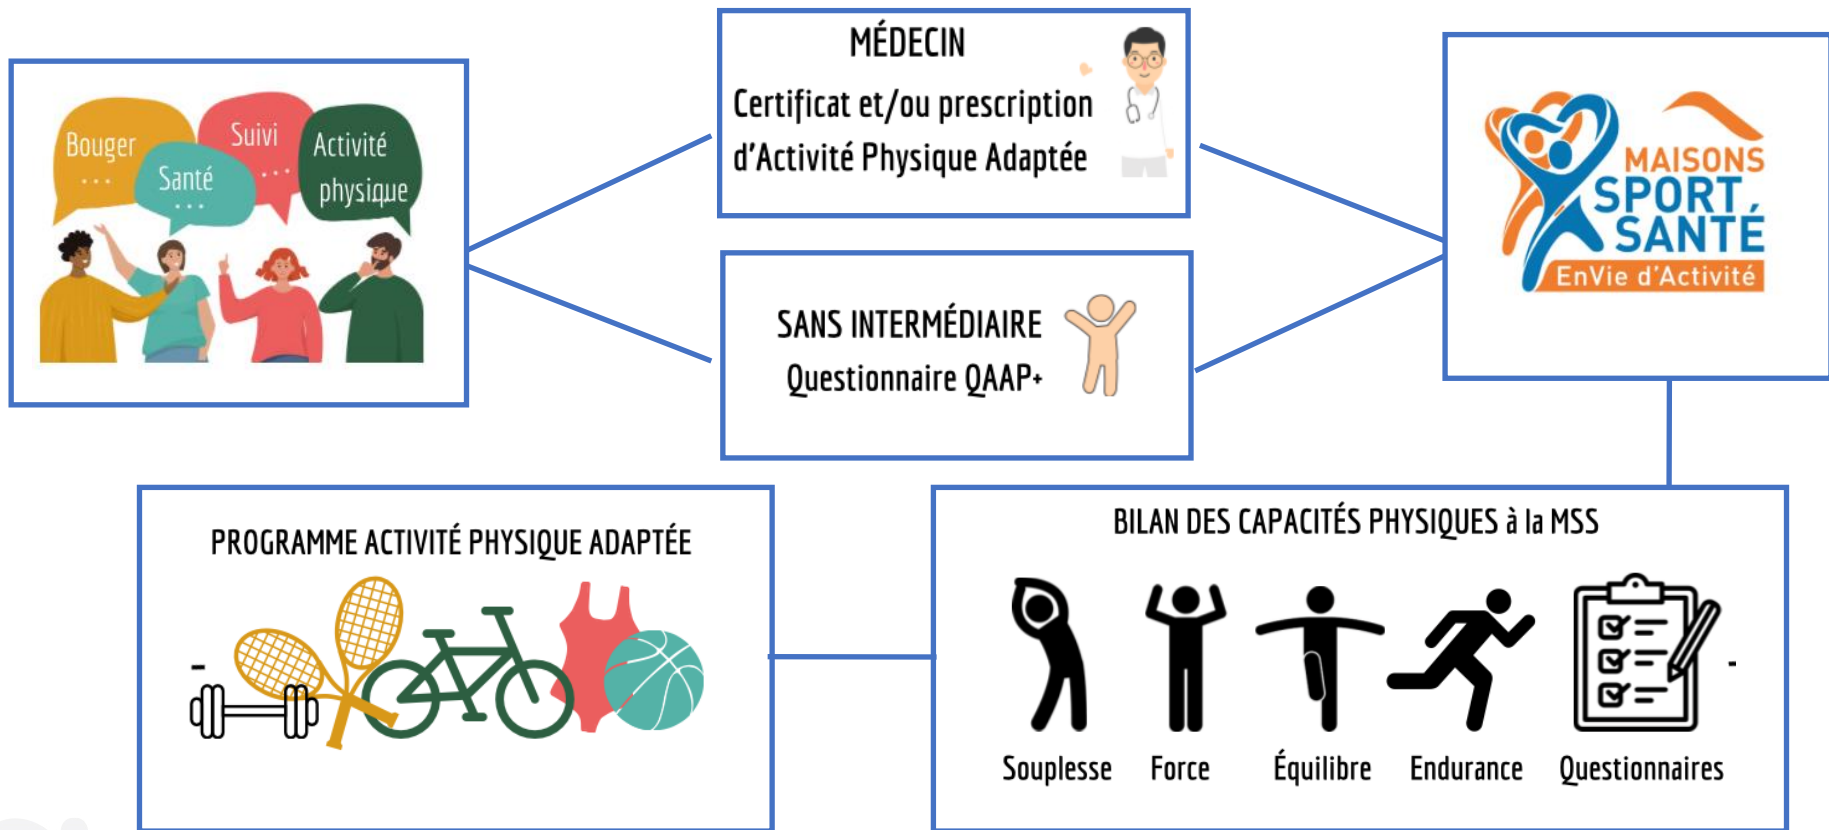 Bouger
...
Santé
...
Suivi
...
Activité
physique
...
MÉDECIN
Certificat et/ou prescription
d'Activité Physique Adaptée
SANS INTERMÉDIAIRE
Questionnaire QAAP+
MAISONS
SPORT
SANTÉ
EnVie d'Activité
PROGRAMME ACTIVITÉ PHYSIQUE ADAPTÉE
-
BILAN DES CAPACITÉS PHYSIQUES à la MSS
-
Souplesse Force Équilibre Endurance Questionnaires